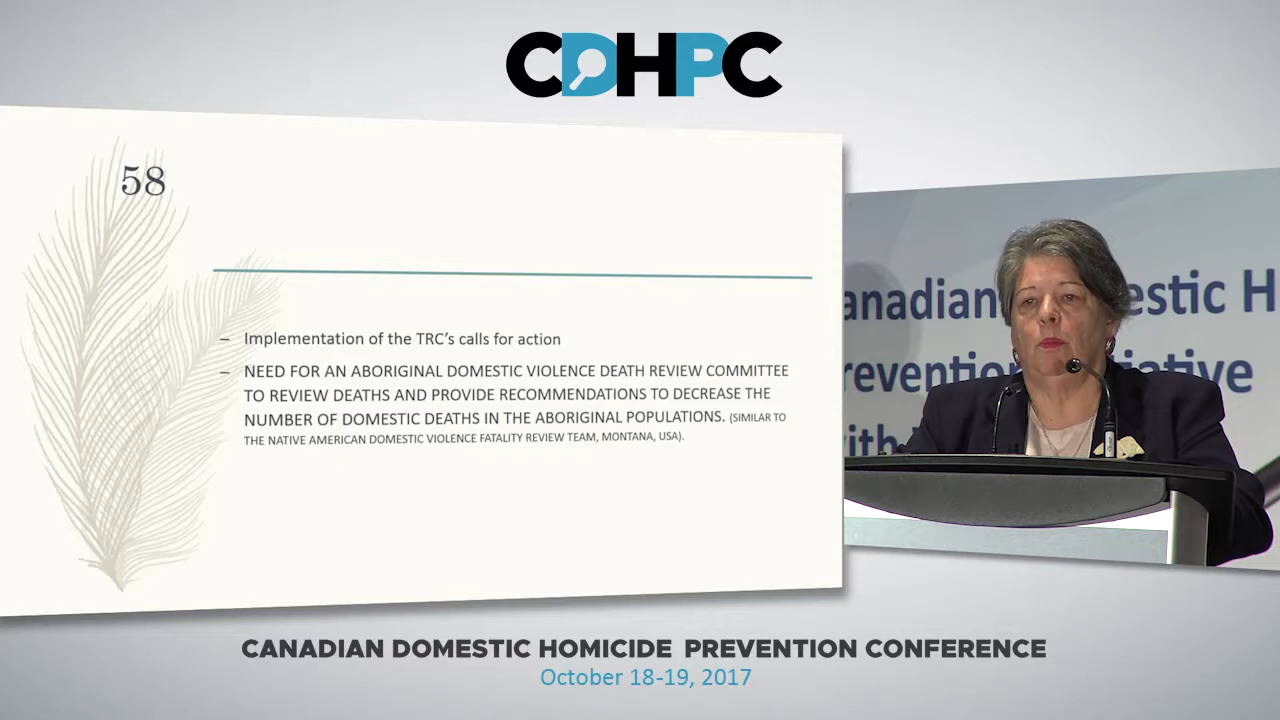 CDHPC
58
– Implementation of the TRC's calls for action
– NEED FOR AN ABORIGINAL DOMESTIC VIOLENCE DEATH REVIEW COMMITTEE
TO REVIEW DEATHS AND PROVIDE RECOMMENDATIONS TO DECREASE THE
NUMBER OF DOMESTIC DEATHS IN THE ABORIGINAL POPULATIONS. (SIMILAR TO
THE NATIVE AMERICAN DOMESTIC VIOLENCE FATALITY REVIEW TEAM, MONTANA, USA).
anadian estic H
revention itiative
ith
CANADIAN DOMESTIC HOMICIDE PREVENTION CONFERENCE
October 18-19, 2017